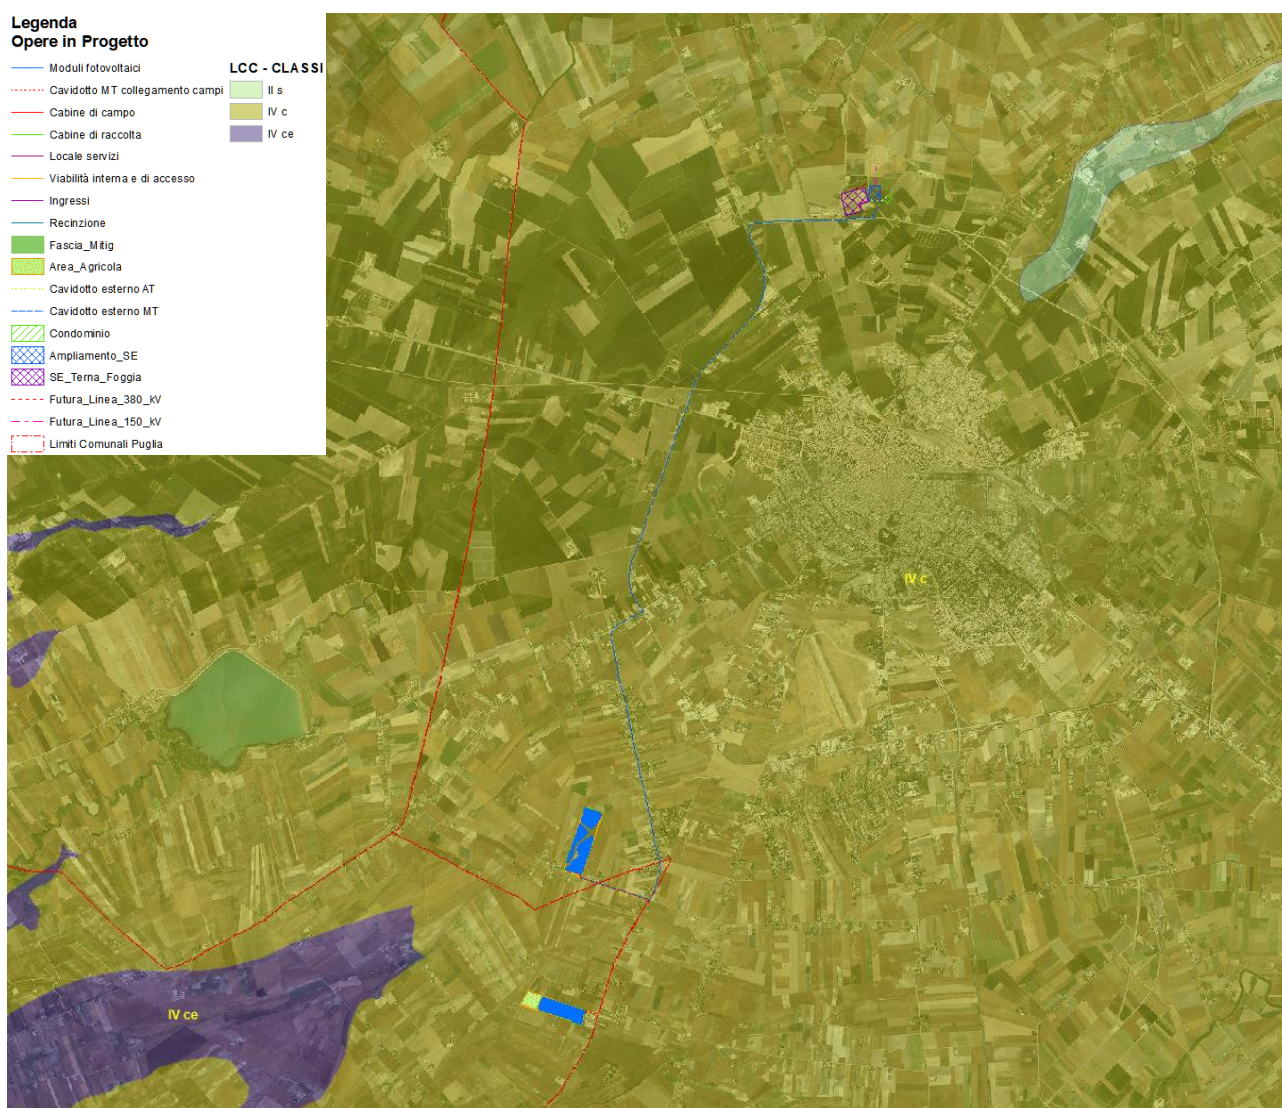 Legenda
Opere in Progetto
Moduli fotovoltaici
Cavidotto MT collegamento campi
Cabine di campo
Cabine di raccolta
Locale servizi
Viabilità interna e di accesso
Ingressi
Recinzione
Fascia_Mitig
Area_Agricola
Cavidotto esterno AT
Cavidotto esterno MT
Condominio
Ampliamento_SE
SE_Terna_Foggia
Futura_Linea_380_kV
Futura_Linea_150_kV
Limiti Comunali Puglia
LCC - CLASSI
II s
IV c
IV ce
IV c
IV ce